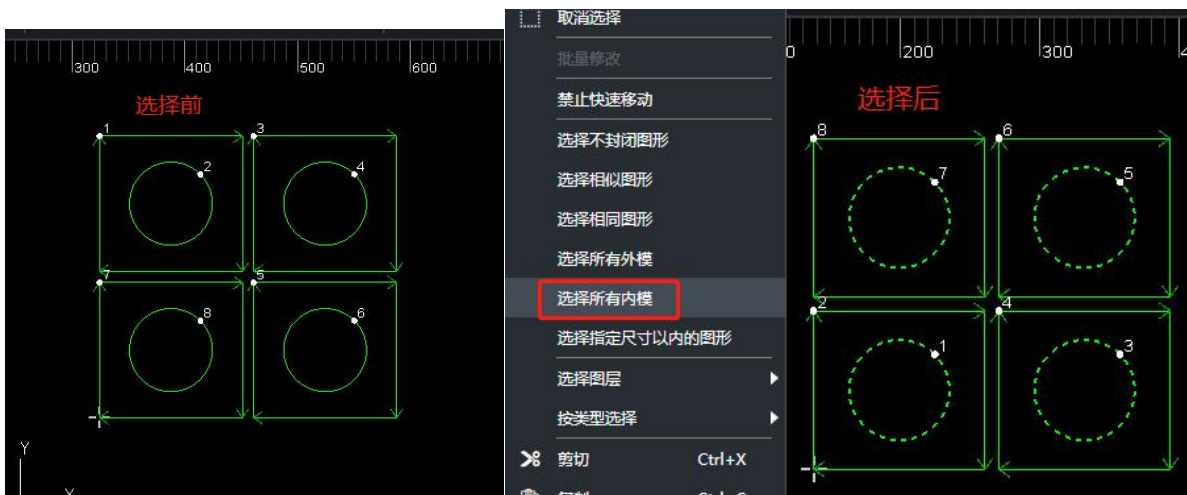 300 400 500 600
选择前
1 3
2 4
7 5
8 6
Y
X
取消选择
批量修改
禁止快速移动
选择不封闭图形
选择相似图形
选择相同图形
选择所有外模
选择所有内模
选择指定尺寸以内的图形
选择图层
按类型选择
剪切 Ctrl+X
0 200 300 4
选择后
8 6
7 5
2 4
1 3